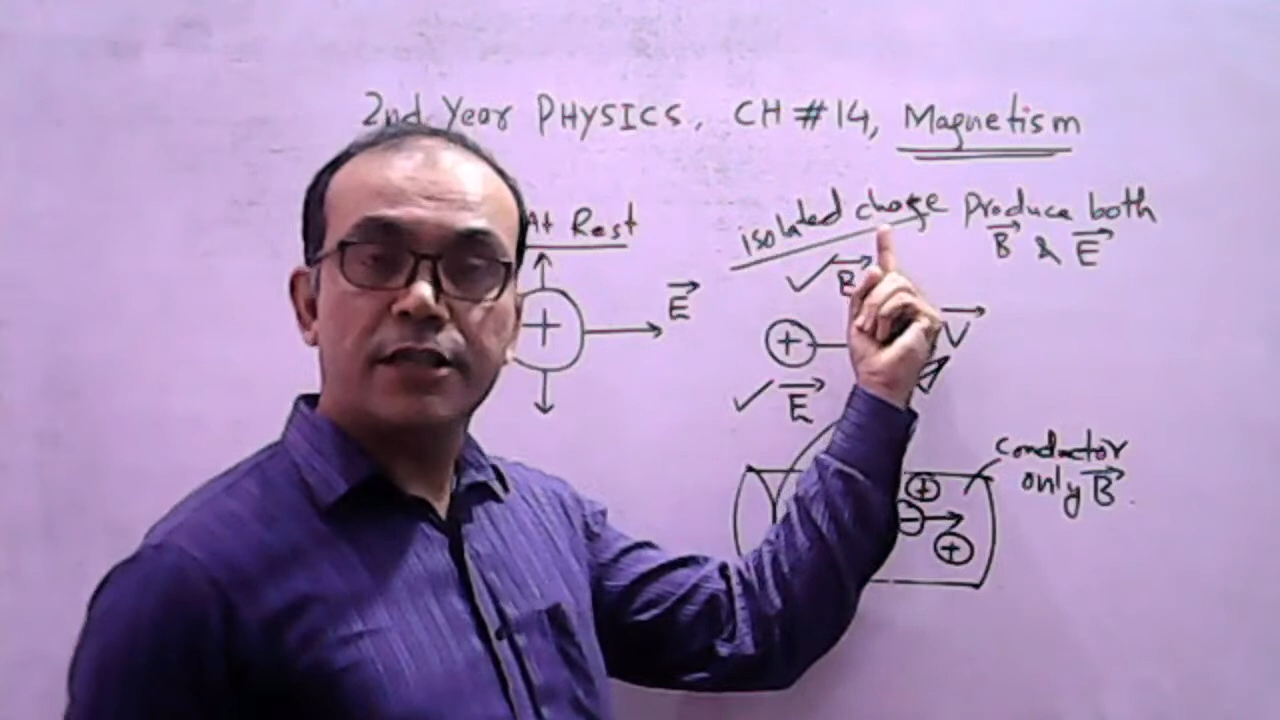 2nd Year PHYSICS, CH # 14, Magnetism
At Rest
E
isolated charge Produce both
B & E
B
+
+
V
E
conductor
only B.
+
-
+